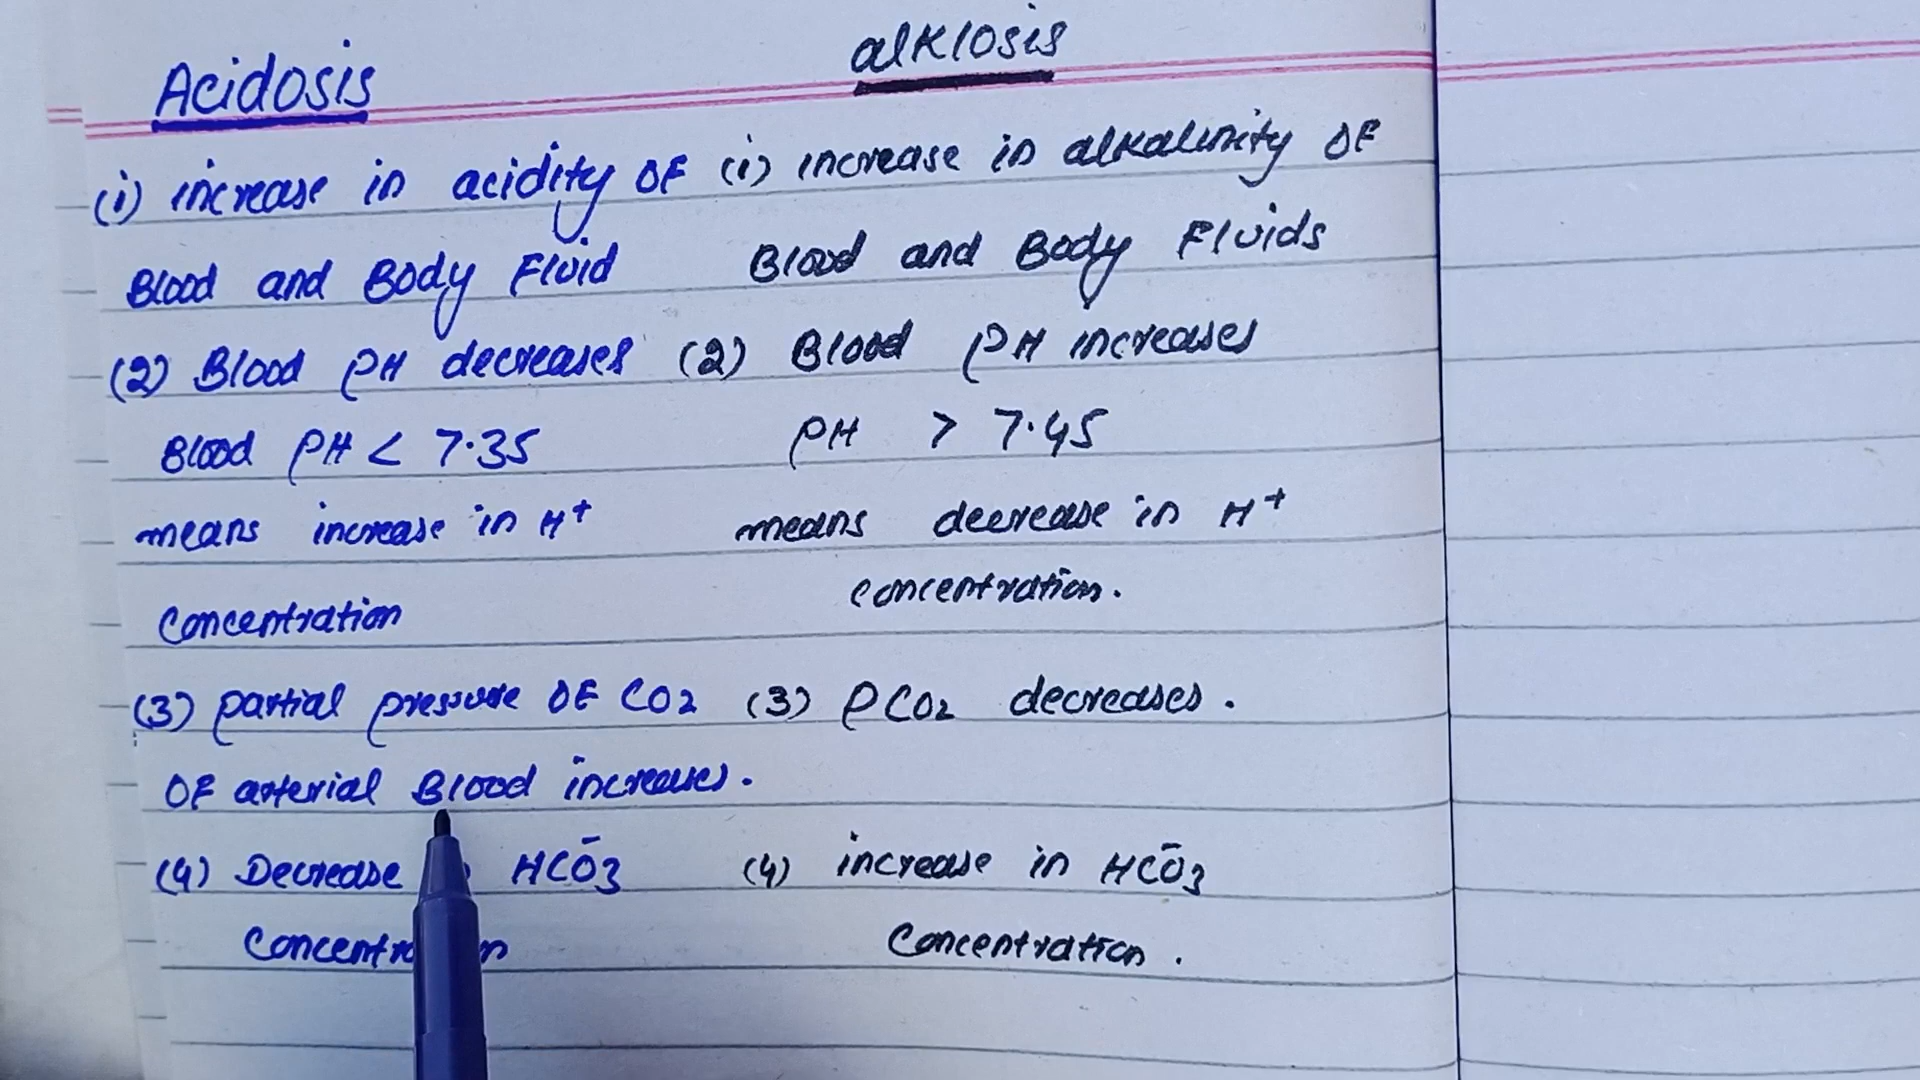 Acidosis
alklosis
(i) increase in acidity of
Blood and Body Fluid
(2) Blood PH decreases
Blood PH < 7.35
means increase in H+
concentration
(3) partial pressure OF CO2
OF arterial Blood increases.
(4) Decrease HCO3-
Concentration
(i) increase in alkalinity OF
Blood and Body Fluids
(2) Blood PH increases
PH > 7.45
means decrease in H+
concentration.
(3) PCO2 decreases.
(4) increase in HCO3-
Concentration.